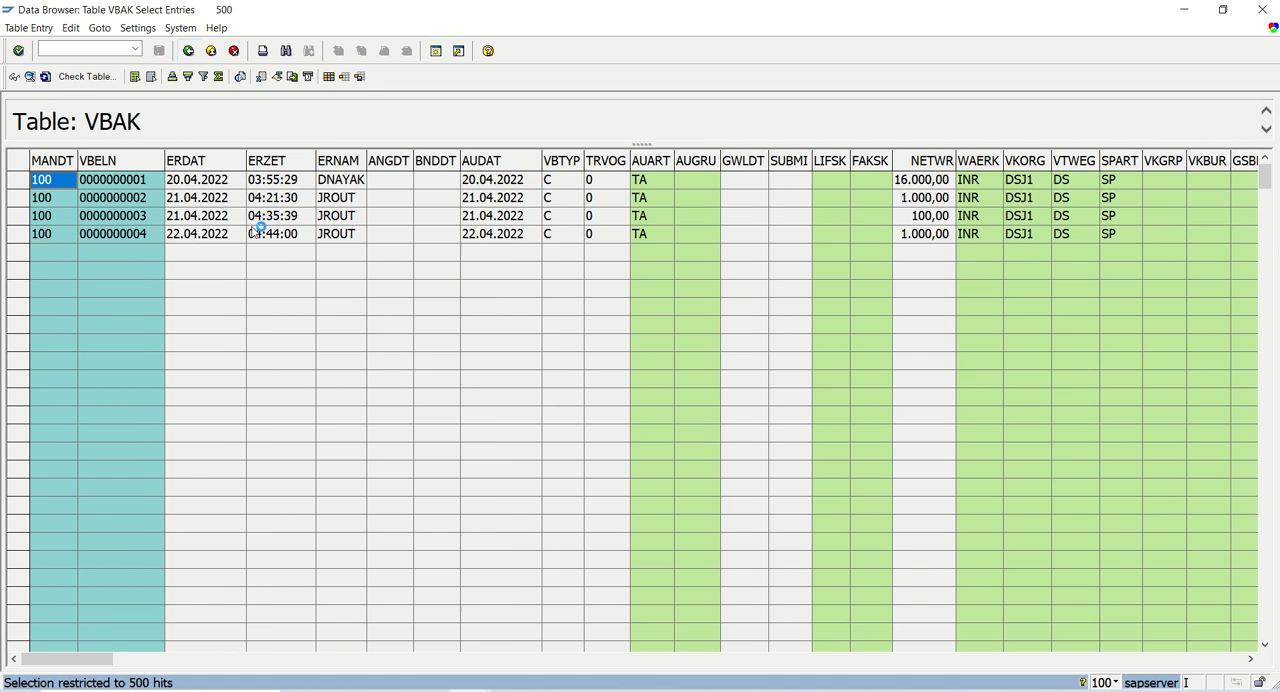 Data Browser: Table VBAK Select Entries 500
Table Entry Edit Goto Settings System Help
Check Table...
Table: VBAK
MANDT VBELN ERDAT ERZET ERNAM ANGDT BNDDT AUDAT VBTYP TRVOG AUART AUGRU GWLDT SUBMI LIFSK FAKSK NETWR WAERK VKORG VTWEG SPART VKGRP VKBUR
100 0000000001 20.04.2022 03:55:29 DNAYAK 20.04.2022 C 0 TA 16.000,00 INR DSJ1 DS SP
100 0000000002 21.04.2022 04:21:30 JROUT 21.04.2022 C 0 TA 1.000,00 INR DSJ1 DS SP
100 0000000003 21.04.2022 04:35:39 JROUT 21.04.2022 C 0 TA 100,00 INR DSJ1 DS SP
100 0000000004 22.04.2022 JROUT 22.04.2022 C 0 TA 1.000,00 INR DSJ1 DS SP
Selection restricted to 500 hits 100 sapserver